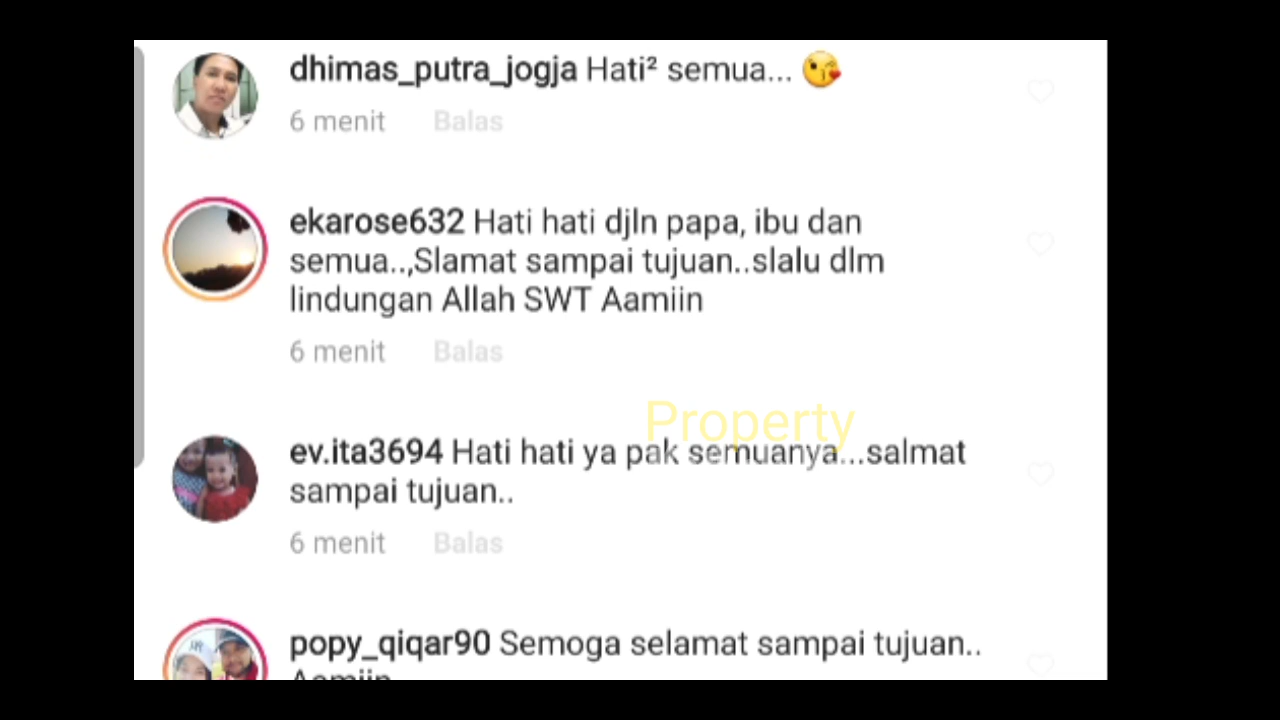 dhimas_putra_jogja Hati² semua... 😘
6 menit Balas
ekarose632 Hati hati djln papa, ibu dan
semua..,Slamat sampai tujuan..slalu dlm
lindungan Allah SWT Aamiin
6 menit Balas
Property
ev.ita3694 Hati hati ya pak semuanya...salmat
sampai tujuan..
6 menit Balas
popy_qiqar90 Semoga selamat sampai tujuan..
Aamiin